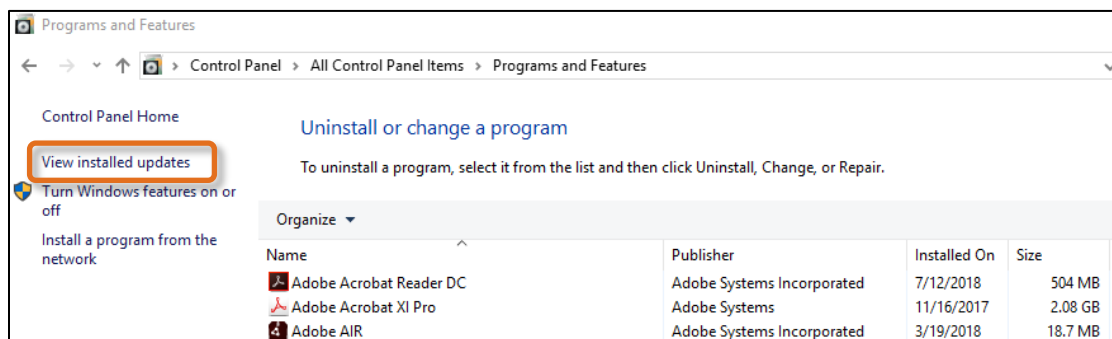 Programs and Features
Control Panel > All Control Panel Items > Programs and Features
Control Panel Home
View installed updates
Turn Windows features on or
off
Install a program from the
network
Uninstall or change a program
To uninstall a program, select it from the list and then click Uninstall, Change, or Repair.
Organize
Name Publisher Installed On Size
Adobe Acrobat Reader DC Adobe Systems Incorporated 7/12/2018 504 MB
Adobe Acrobat XI Pro Adobe Systems 11/16/2017 2.08 GB
Adobe AIR Adobe Systems Incorporated 3/19/2018 18.7 MB